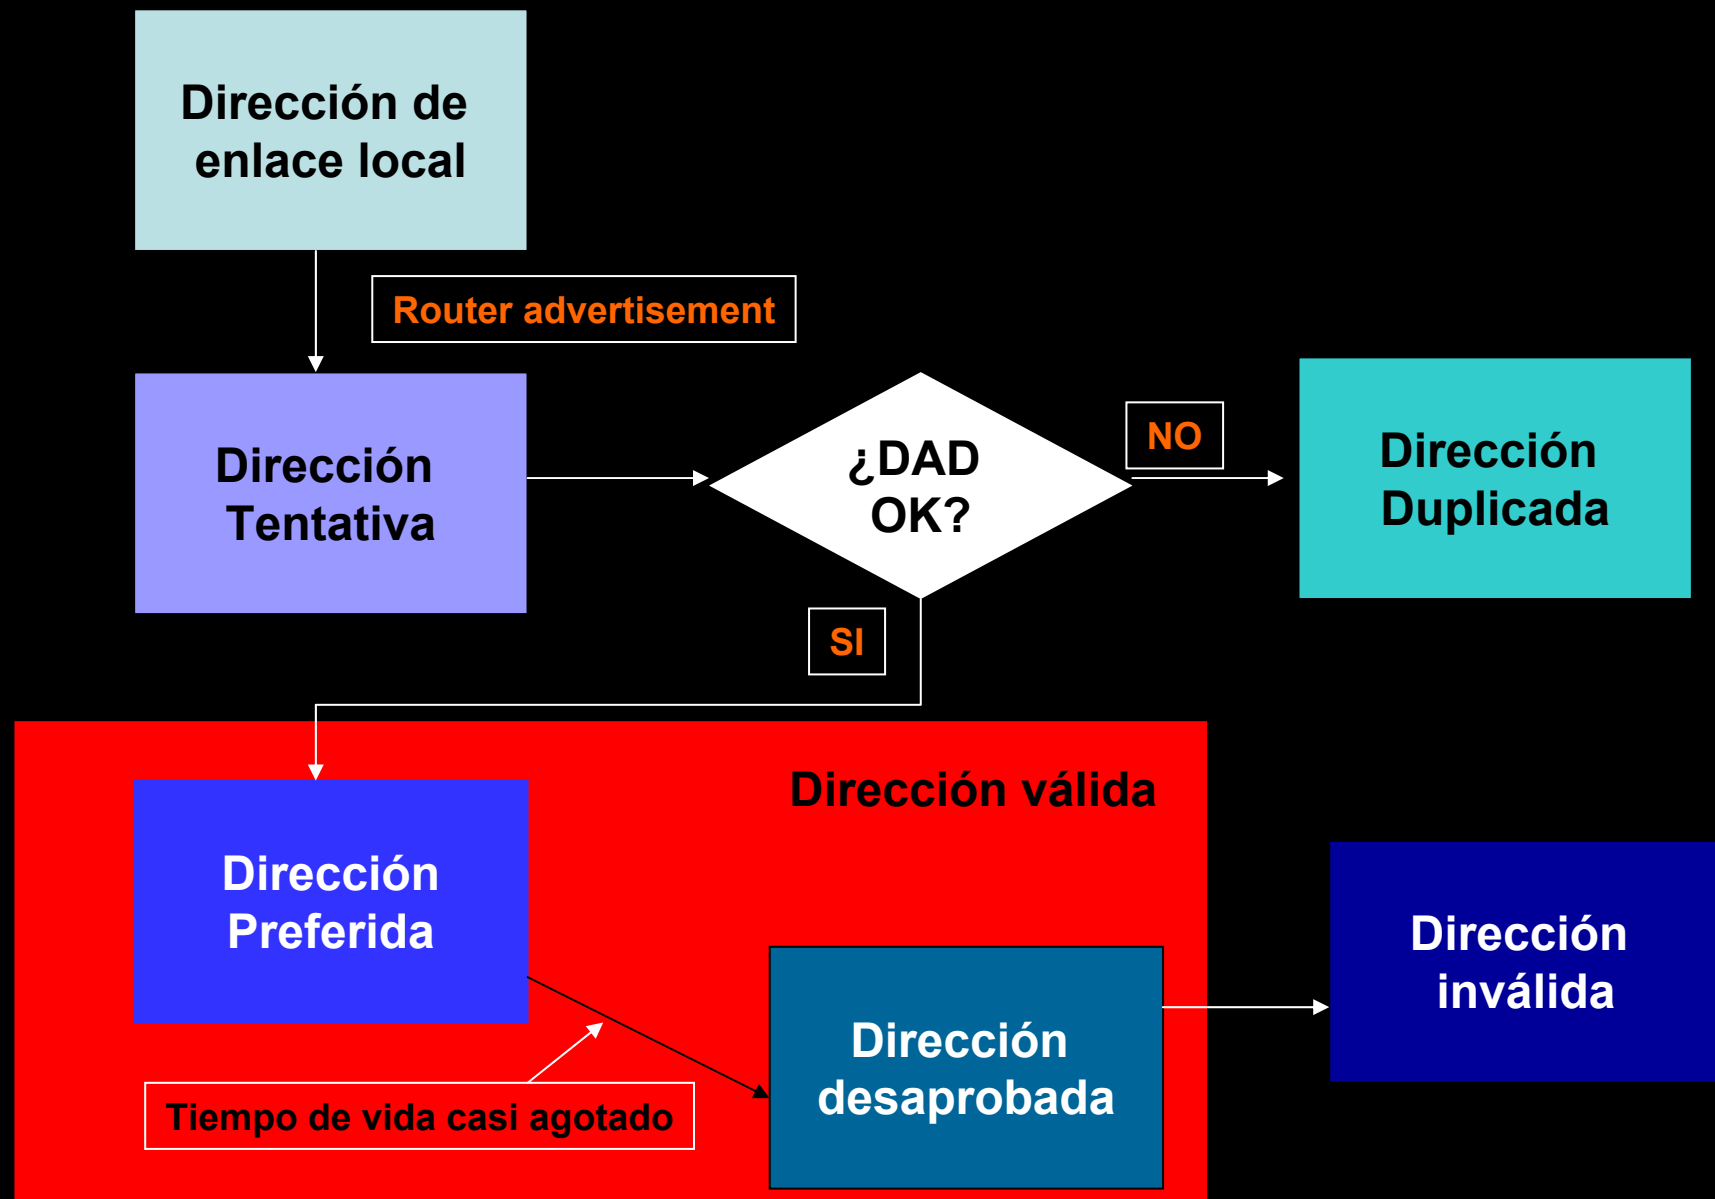 Dirección de
enlace local
Router advertisement
Dirección
Tentativa
¿DAD
OK?
NO
Dirección
Duplicada
SI
Dirección válida
Dirección
Preferida
Dirección
inválida
Dirección
desaprobada
Tiempo de vida casi agotado